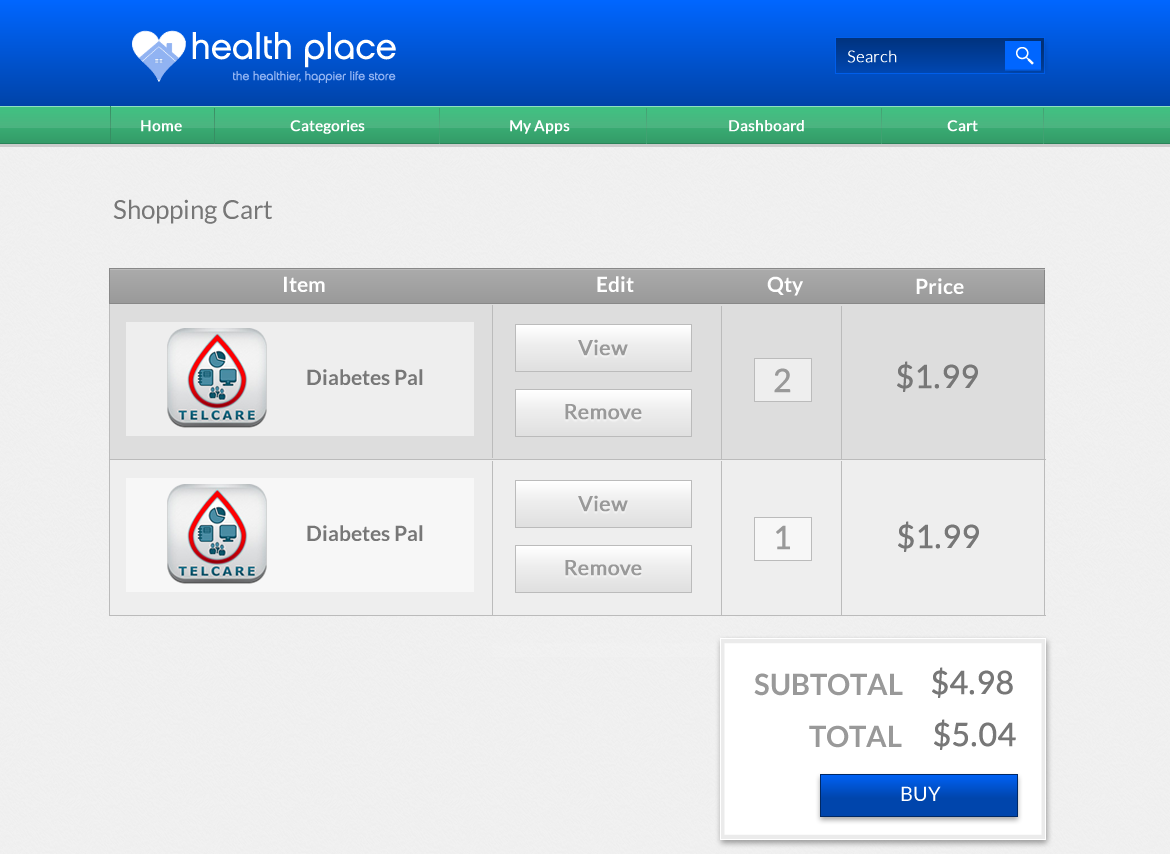 health place
the healthier, happier life store
Search
Home Categories My Apps Dashboard Cart
Shopping Cart
Item Edit Qty Price
TELCARE
Diabetes Pal
View
Remove
2
$1.99
TELCARE
Diabetes Pal
View
Remove
1
$1.99
SUBTOTAL $4.98
TOTAL $5.04
BUY